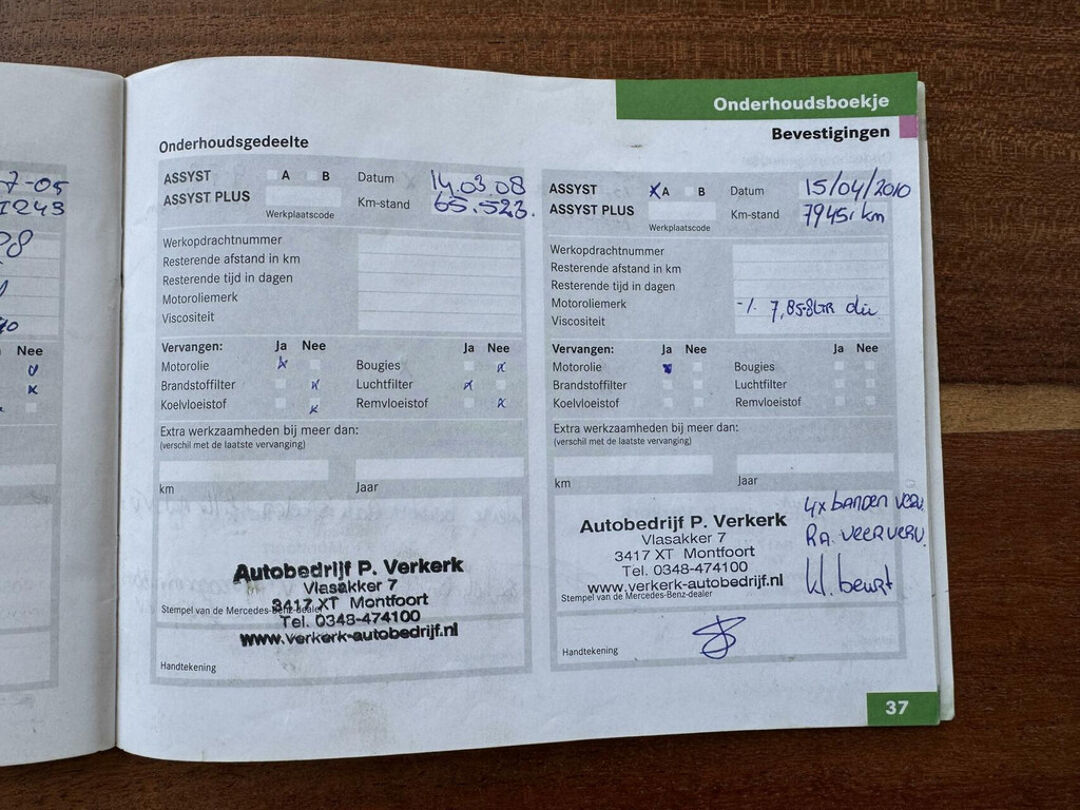 Onderhoudsboekje
Bevestigingen
7-05
Nee
Onderhoudsgedeelte
ASSYST A B Datum 14.03.08
ASSYST PLUS Km-stand 65.523.
Werkplaatscode
Werkopdrachtnummer
Resterende afstand in km
Resterende tijd in dagen
Motoroliemerk
Viscositeit
Vervangen: Ja Nee Ja Nee
Motorolie Bougies
Brandstoffilter Luchtfilter
Koelvloeistof Remvloeistof
Extra werkzaamheden bij meer dan:
(verschil met de laatste vervanging)
km Jaar
Autobedrijf P. Verkerk
Vlasakker 7
Stempel van de Mercedes-Benz-dealer
3417 XT Montfoort
Tel. 0348-474100
www.verkerk-autobedrijf.nl
Handtekening
ASSYST XA B Datum 15/04/2010
ASSYST PLUS Km-stand km
Werkplaatscode
Werkopdrachtnummer
Resterende afstand in km
Resterende tijd in dagen
Motoroliemerk
Viscositeit
Vervangen: Ja Nee Ja Nee
Motorolie Bougies
Brandstoffilter Luchtfilter
Koelvloeistof Remvloeistof
Extra werkzaamheden bij meer dan:
(verschil met de laatste vervanging)
km Jaar
4x BANDEN VERV.
RA. VEER VERV.
Kl. beurt
Autobedrijf P. Verkerk
Vlasakker 7
3417 XT Montfoort
Tel. 0348-474100
www.verkerk-autobedrijf.nl
Stempel van de Mercedes-Benz-dealer
Handtekening
37